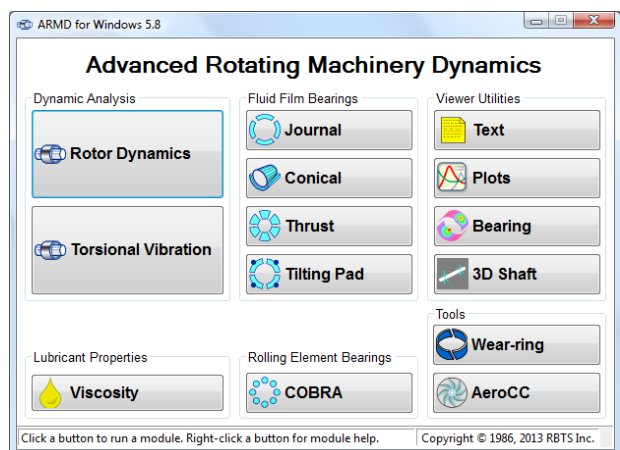 ARMD for Windows 5.8
Advanced Rotating Machinery Dynamics
Dynamic Analysis
Rotor Dynamics
Torsional Vibration
Fluid Film Bearings
Journal
Conical
Thrust
Tilting Pad
Viewer Utilities
Text
Plots
Bearing
3D Shaft
Lubricant Properties
Viscosity
Rolling Element Bearings
COBRA
Tools
Wear-ring
AeroCC
Click a button to run a module. Right-click a button for module help.
Copyright © 1986, 2013 RBTS Inc.